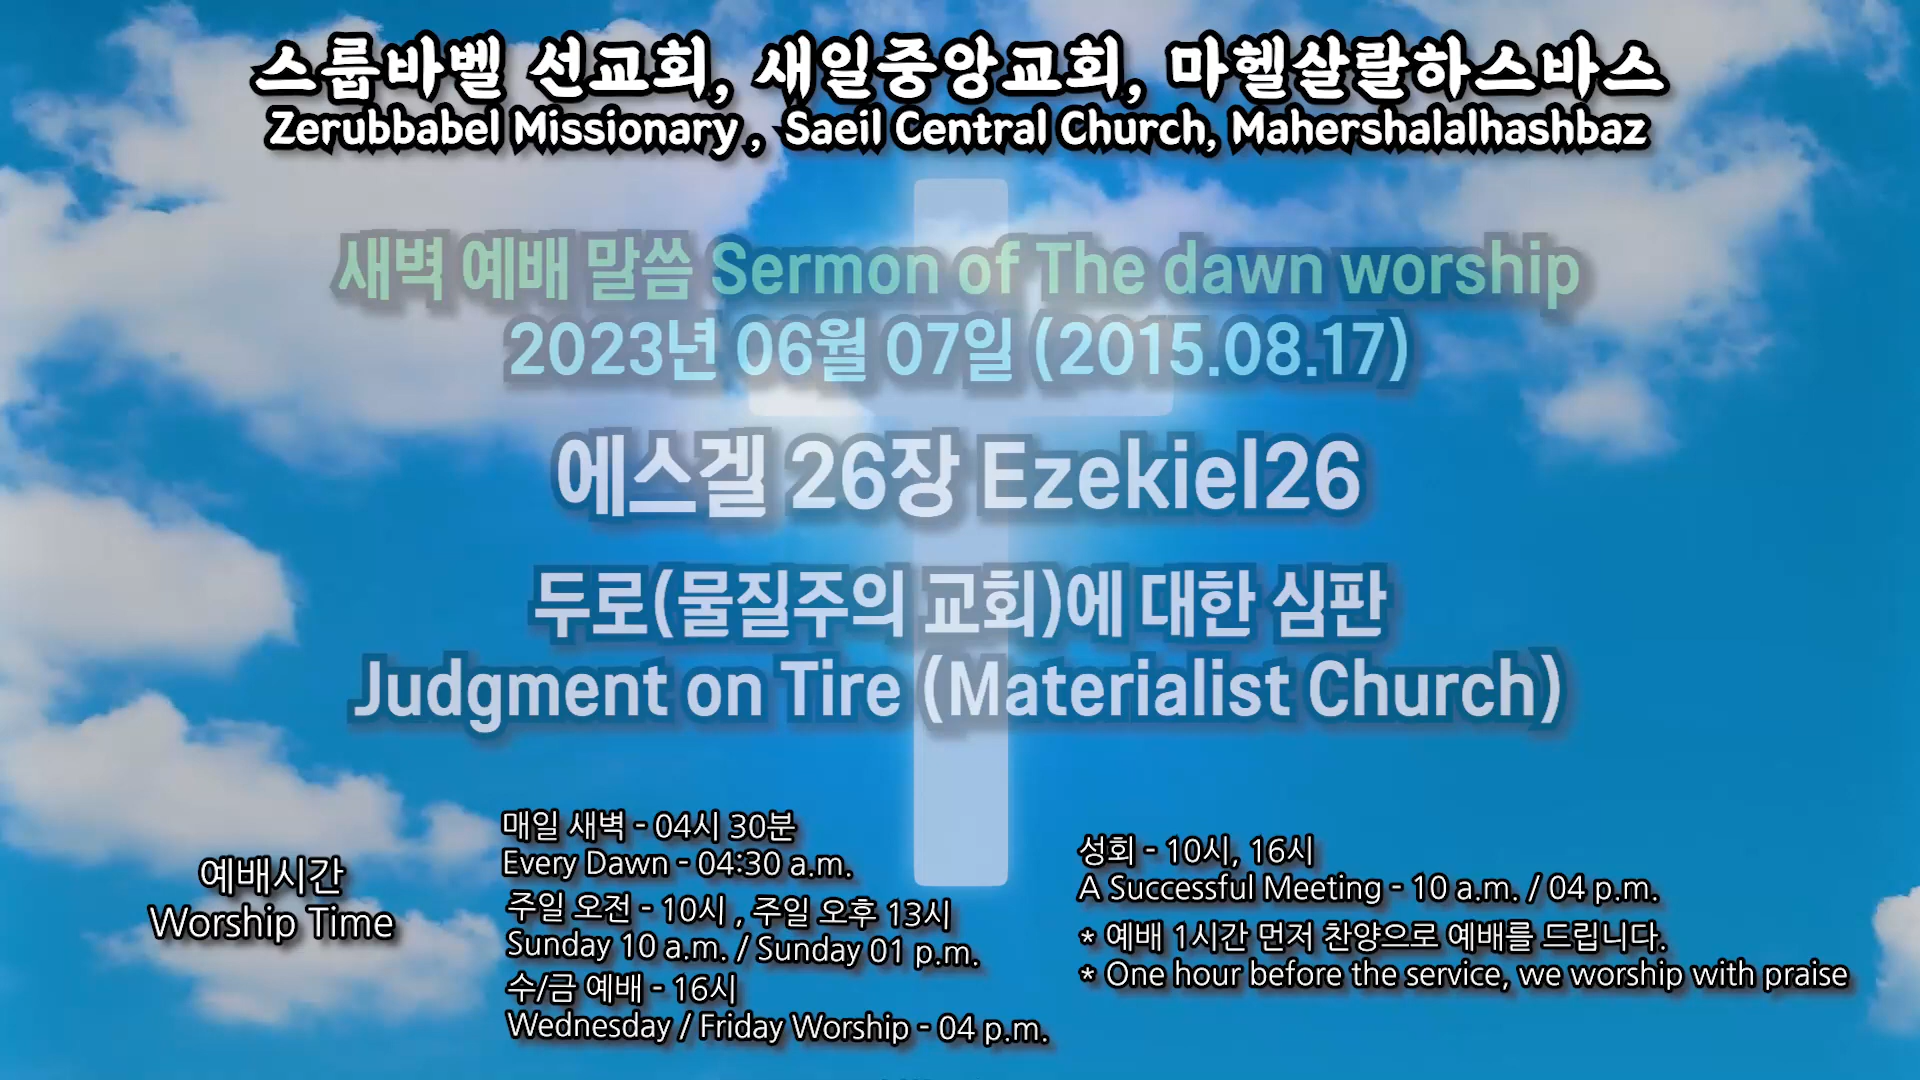 스룹바벨 선교회, 새일중앙교회, 마헬살랄하스바스
Zerubbabel Missionary , Saeil Central Church, Mahershalalhashbaz
새벽 예배 말씀 Sermon of The dawn worship
2023년 06월 07일 (2015.08.17)
에스겔 26장 Ezekiel26
두로(물질주의 교회)에 대한 심판
Judgment on Tire (Materialist Church)
예배시간
Worship Time
매일 새벽 - 04시 30분
Every Dawn - 04:30 a.m.
주일 오전 - 10시 , 주일 오후 13시
Sunday 10 a.m. / Sunday 01 p.m.
수/금 예배 - 16시
Wednesday / Friday Worship - 04 p.m.
성회 - 10시, 16시
A Successful Meeting - 10 a.m. / 04 p.m.
* 예배 1시간 먼저 찬양으로 예배를 드립니다.
* One hour before the service, we worship with praise